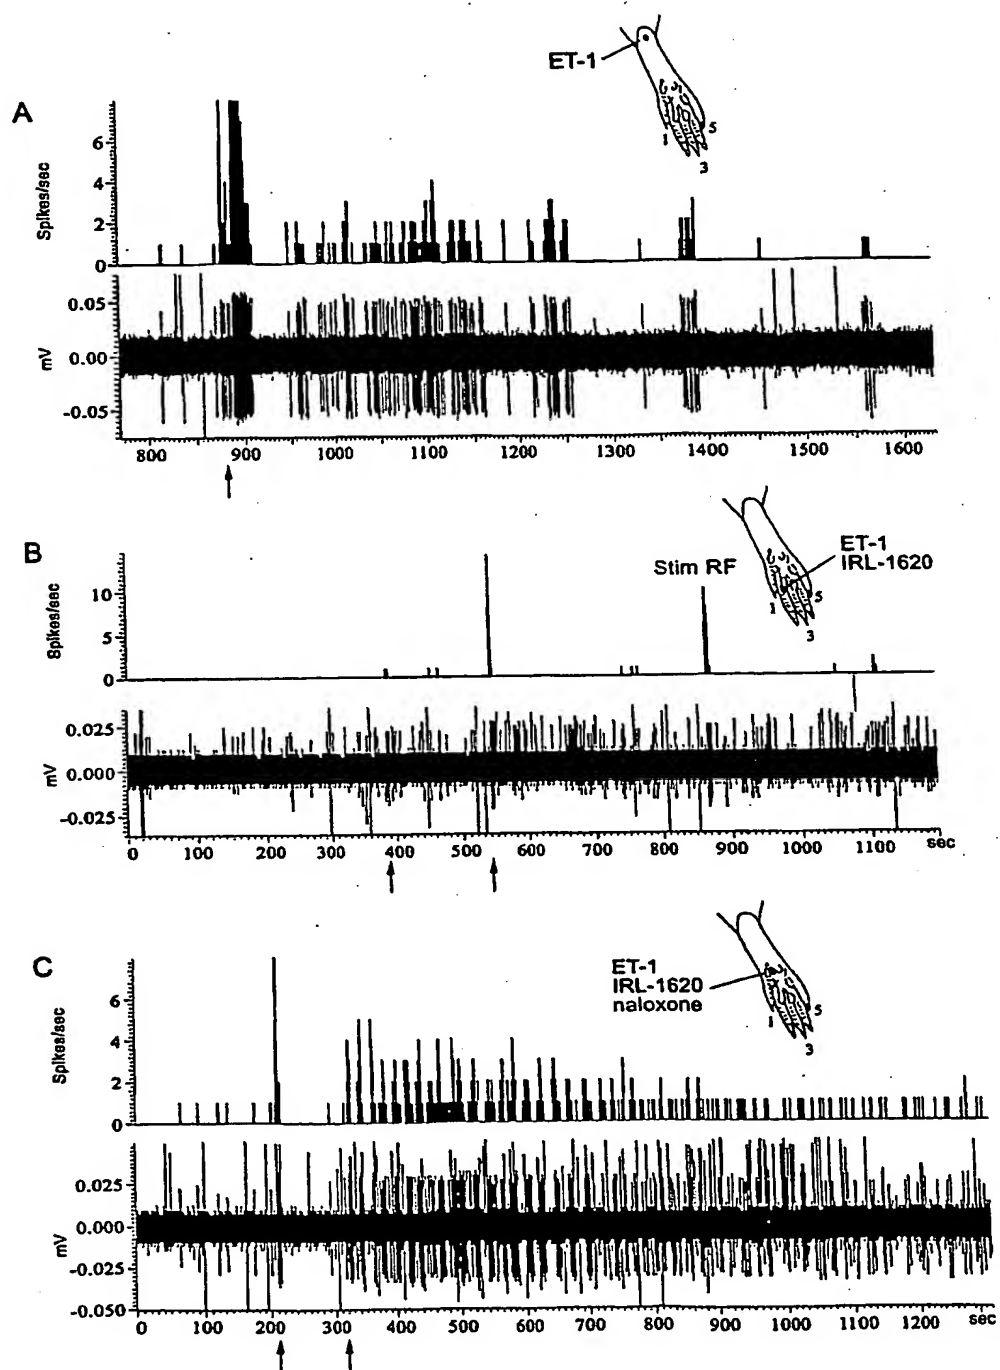 ET-1
A
5
1
3
Spikes/sec
6
4
2
0
mV
0.05
0.00
-0.05
800 900 1000 1100 1200 1300 1400 1500 1600
B
Stim RF
ET-1
IRL-1620
5
1
3
Spikes/sec
10
5
0
mV
0.025
0.000
-0.025
0 100 200 300 400 500 600 700 800 900 1000 1100 sec
C
ET-1
IRL-1620
naloxone
5
1
3
Spikes/sec
6
4
2
0
mV
0.025
0.000
-0.025
-0.050
0 100 200 300 400 500 600 700 800 900 1000 1100 1200 sec